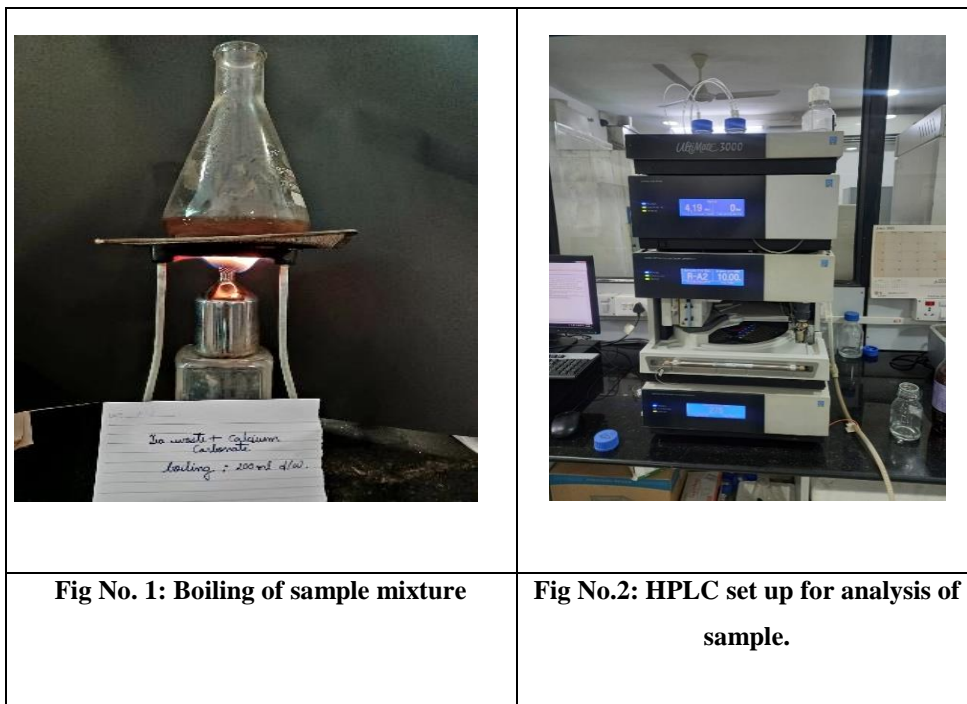 Tea waste + Calcium
Carbonate
boiling : 200 ml d/w.
UltiMate 3000
4.19
0
R-A2
10.00
Fig No. 1: Boiling of sample mixture
Fig No.2: HPLC set up for analysis of
sample.